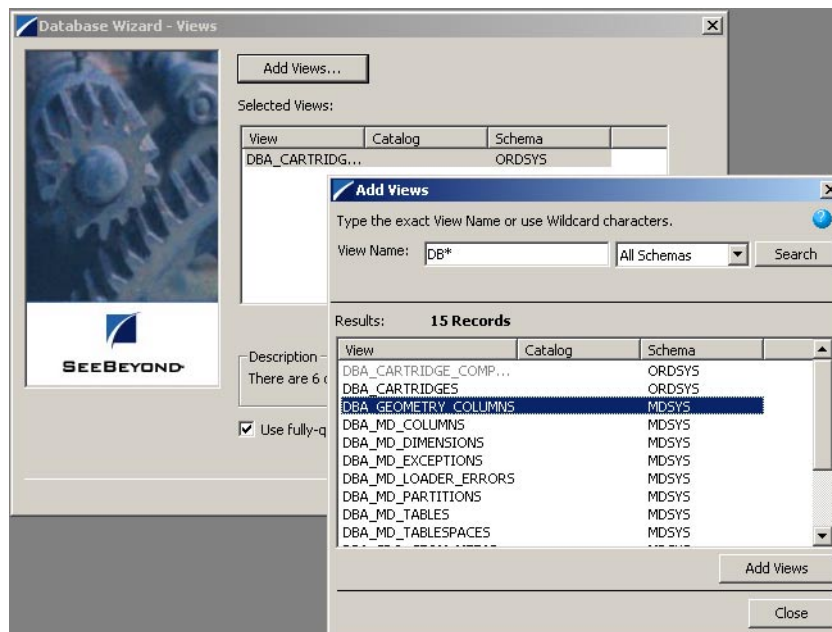 Database Wizard - Views
Add Views...
Selected Views:
View Catalog Schema
DBA_CARTRIDG... ORDSYS
SEEBEYOND
Description
There are 6
Use fully-q
Add Views
Type the exact View Name or use Wildcard characters.
View Name: DB* All Schemas Search
Results: 15 Records
View Catalog Schema
DBA_CARTRIDGE_COMP... ORDSYS
DBA_CARTRIDGES ORDSYS
DBA_GEOMETRY_COLUMNS MDSYS
DBA_MD_COLUMNS MDSYS
DBA_MD_DIMENSIONS MDSYS
DBA_MD_EXCEPTIONS MDSYS
DBA_MD_LOADER_ERRORS MDSYS
DBA_MD_PARTITIONS MDSYS
DBA_MD_TABLES MDSYS
DBA_MD_TABLESPACES MDSYS
Add Views
Close